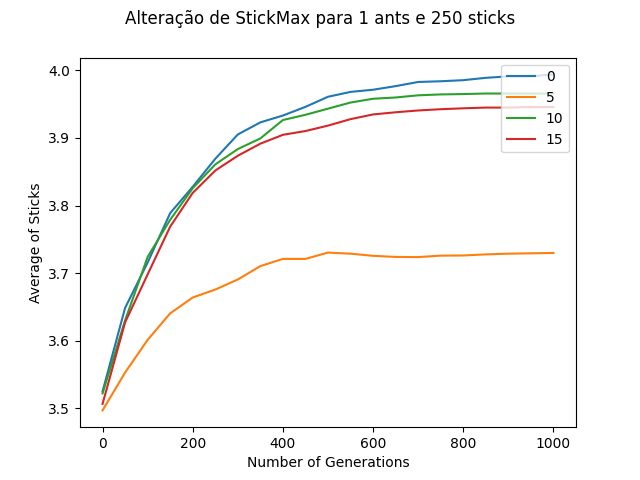 Alteração de StickMax para 1 ants e 250 sticks
4.0
3.9
3.8
3.7
3.6
3.5
Average of Sticks
0
5
10
15
0 200 400 600 800 1000
Number of Generations